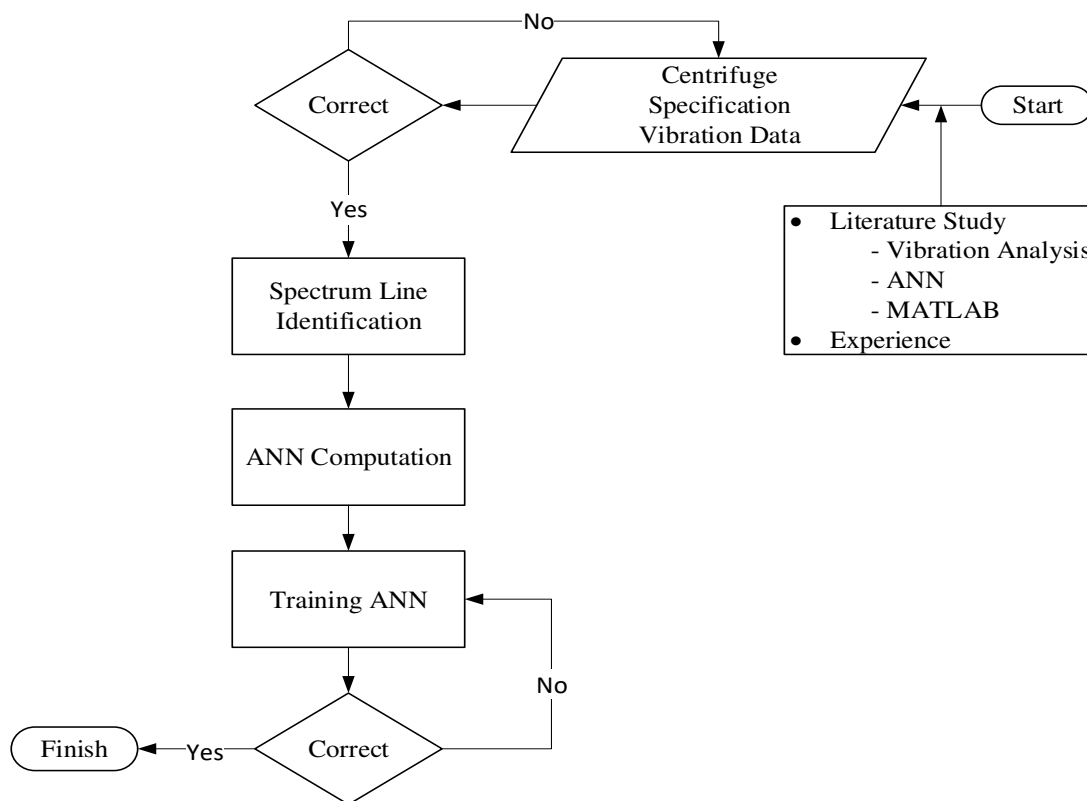 No
Centrifuge
Specification
Vibration Data
Correct
Start
Yes
● Literature Study
- Vibration Analysis
- ANN
- MATLAB
● Experience
Spectrum Line
Identification
ANN Computation
Training ANN
No
Correct
Yes
Finish